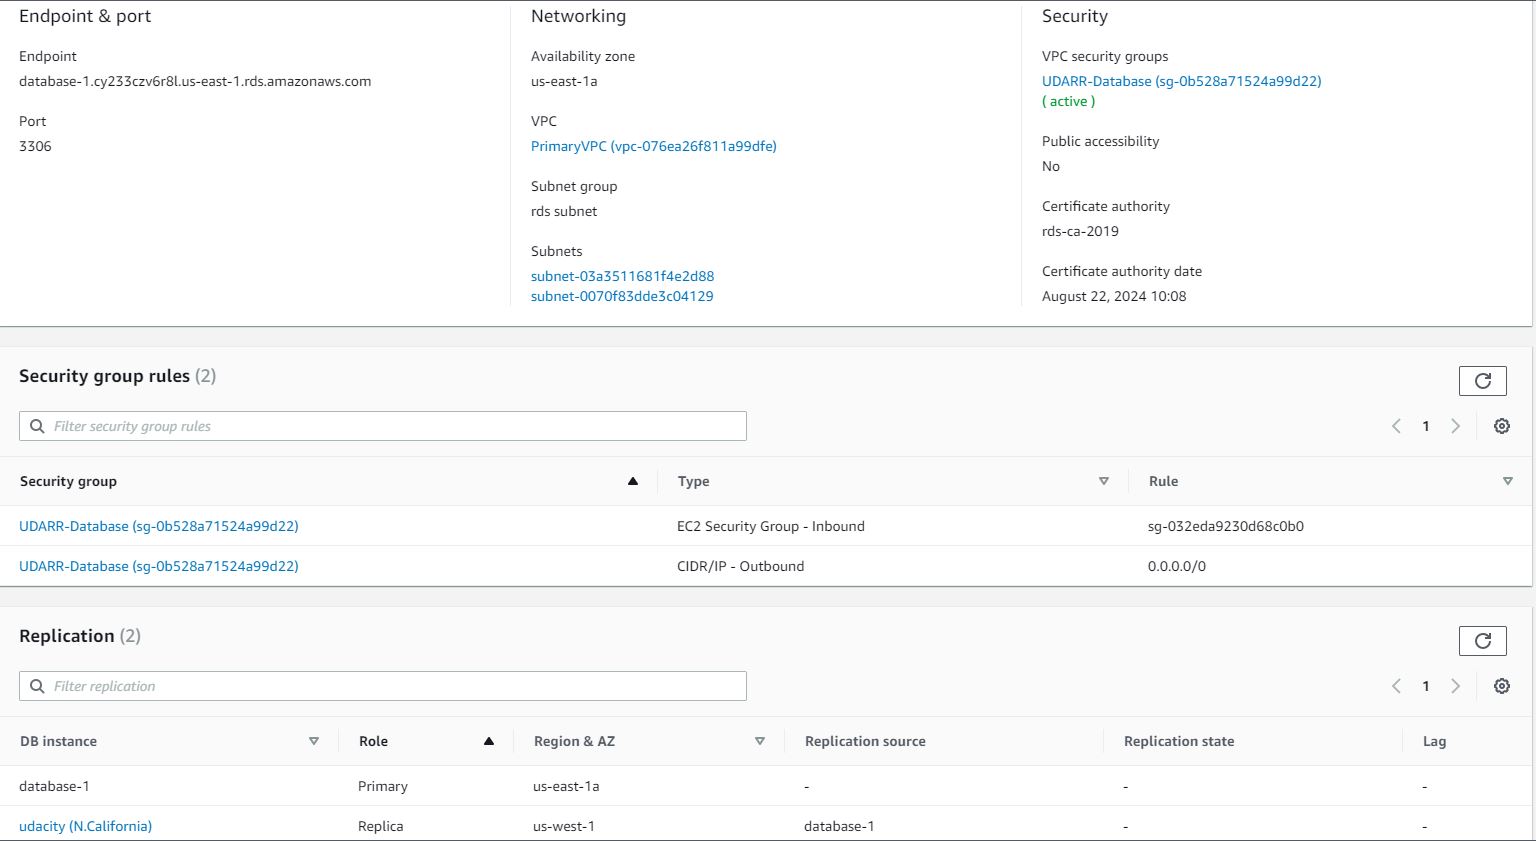 Endpoint & port
Endpoint
database-1.cy233czv6r8l.us-east-1.rds.amazonaws.com
Port
3306
Networking
Availability zone
us-east-1a
VPC
PrimaryVPC (vpc-076ea26f811a99dfe)
Subnet group
rds subnet
Subnets
subnet-03a3511681f4e2d88
subnet-0070f83dde3c04129
Security
VPC security groups
UDARR-Database (sg-0b528a71524a99d22)
( active )
Public accessibility
No
Certificate authority
rds-ca-2019
Certificate authority date
August 22, 2024 10:08
Security group rules (2)
Filter security group rules
1
Security group Type Rule
UDARR-Database (sg-0b528a71524a99d22) EC2 Security Group - Inbound sg-032eda9230d68c0b0
UDARR-Database (sg-0b528a71524a99d22) CIDR/IP - Outbound 0.0.0.0/0
Replication (2)
Filter replication
1
DB instance Role Region & AZ Replication source Replication state Lag
database-1 Primary us-east-1a - - -
udacity (N.California) Replica us-west-1 database-1 - -